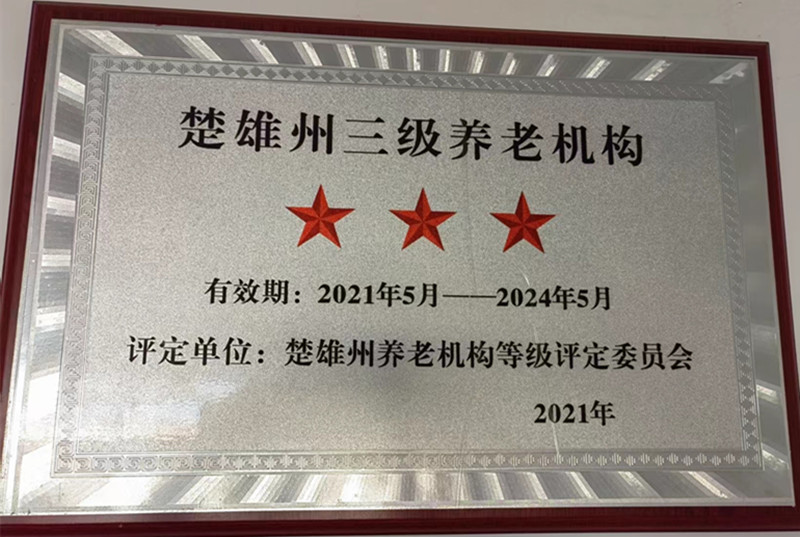 楚雄州三级养老机构
有效期：2021年5月——2024年5月
评定单位：楚雄州养老机构等级评定委员会
2021年